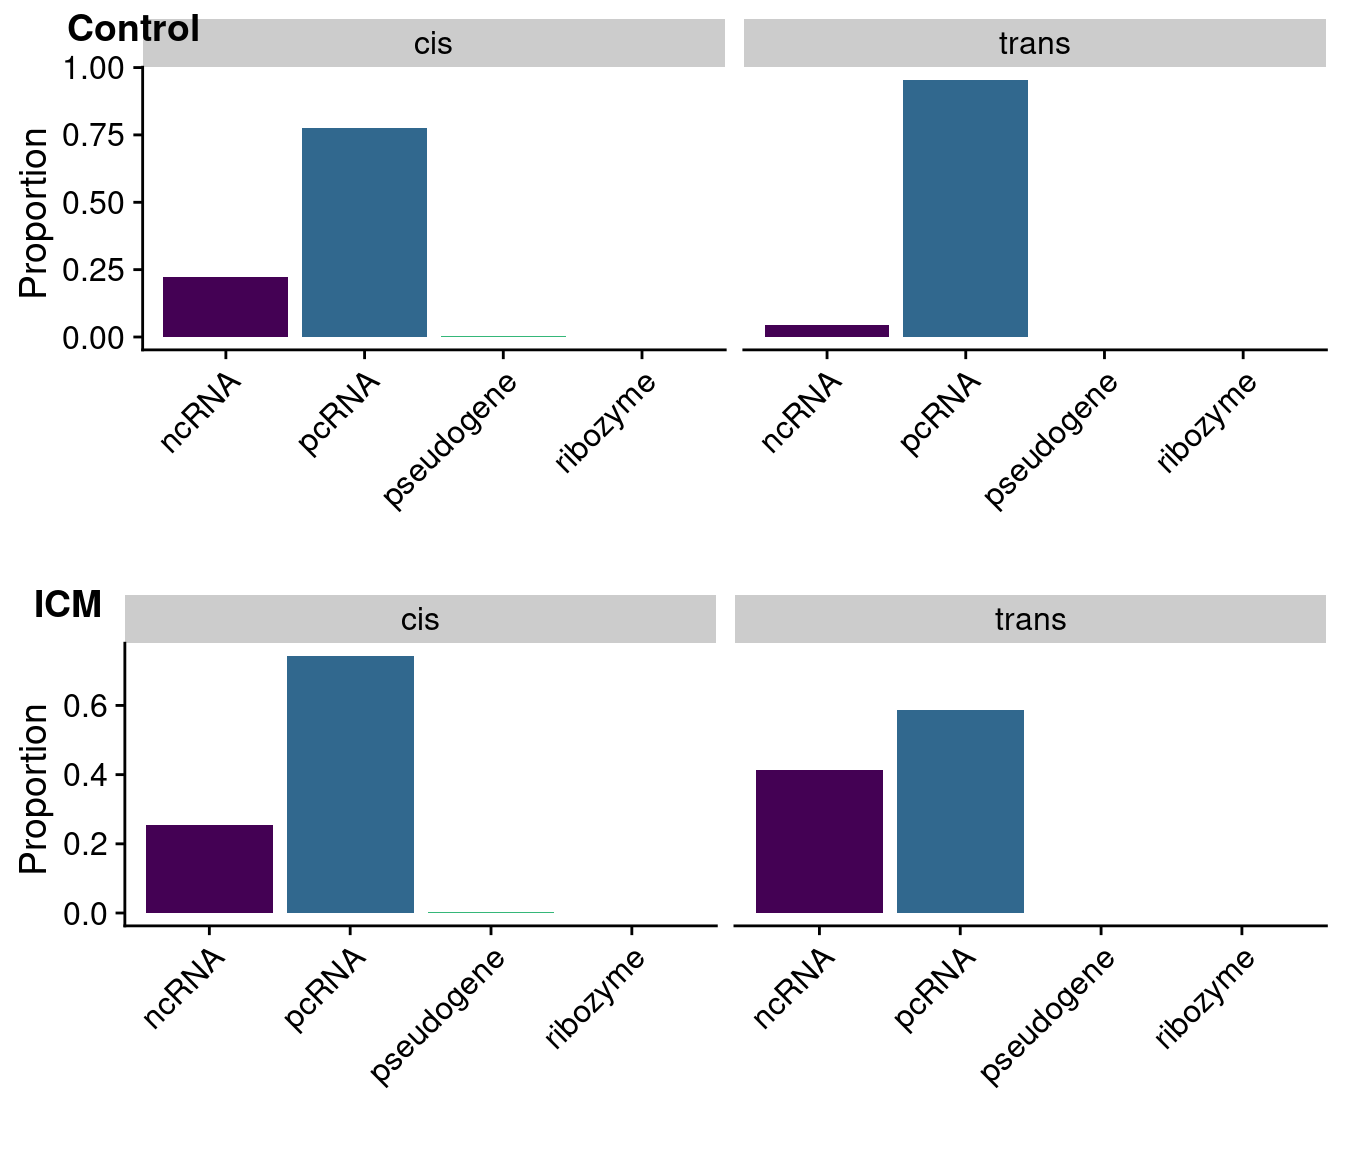 Control
cis
trans
Proportion
1.00
0.75
0.50
0.25
0.00
ncRNA
pcRNA
pseudogene
ribozyme
ncRNA
pcRNA
pseudogene
ribozyme
ICM
cis
trans
Proportion
0.6
0.4
0.2
0.0
ncRNA
pcRNA
pseudogene
ribozyme
ncRNA
pcRNA
pseudogene
ribozyme